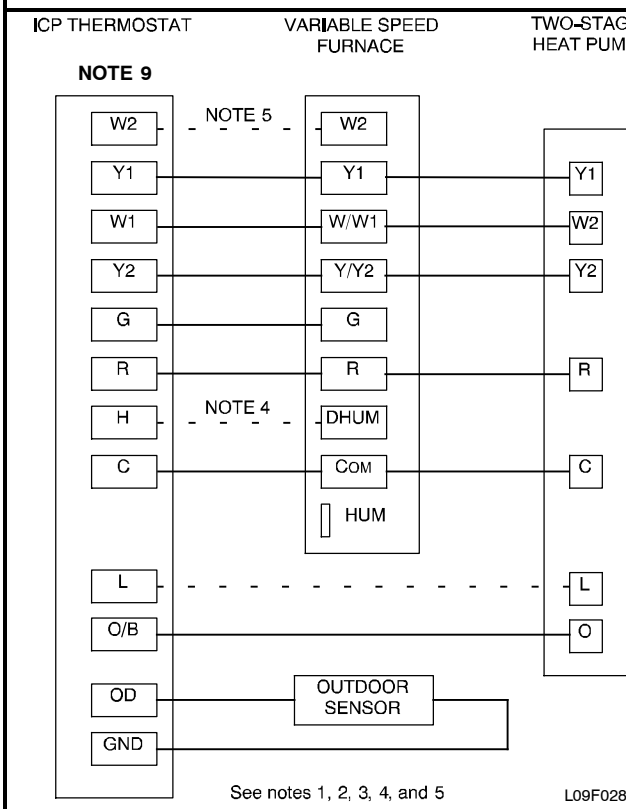 ICP THERMOSTAT VARIABLE SPEED FURNACE TWO-STAG HEAT PUM
NOTE 9
W2 NOTE 5 W2
Y1 Y1 Y1
W1 W/W1 W2
Y2 Y/Y2 Y2
G G
R R R
H NOTE 4 DHUM
C COM C
HUM
L L
O/B O
OD OUTDOOR SENSOR
GND
See notes 1, 2, 3, 4, and 5 L09F028